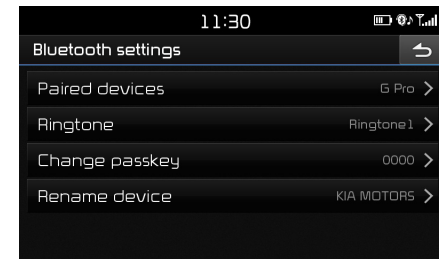 11:30
Bluetooth settings
Paired devices G Pro
Ringtone Ringtone1
Change passkey 0000
Rename device KIA MOTORS